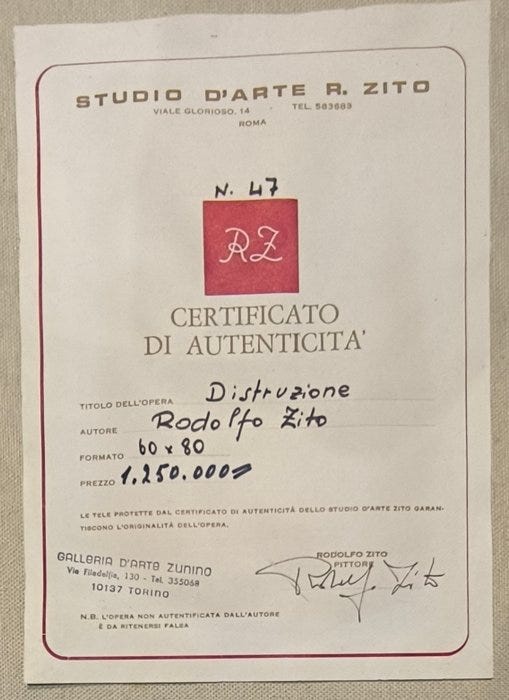 STUDIO D'ARTE R. ZITO
VIALE GLORIOSO, 14 TEL. 583683
ROMA
N. 47
RZ
CERTIFICATO
DI AUTENTICITA'
TITOLO DELL'OPERA Distruzione
AUTORE Rodolfo Zito
FORMATO 60 x 80
PREZZO 1.250.000=
LE TELE PROTETTE DAL CERTIFICATO DI AUTENTICITÀ DELLO STUDIO D'ARTE ZITO GARAN-
TISCONO L'ORIGINALITÀ DELL'OPERA.
RODOLFO ZITO
PITTORE
Rodolf. Zito
GALLERIA D'ARTE ZUNINO
Via Filadelfia, 130 - Tel. 355068
10137 TORINO
N.B. L'OPERA NON AUTENTIFICATA DALL'AUTORE
È DA RITENERSI FALSA